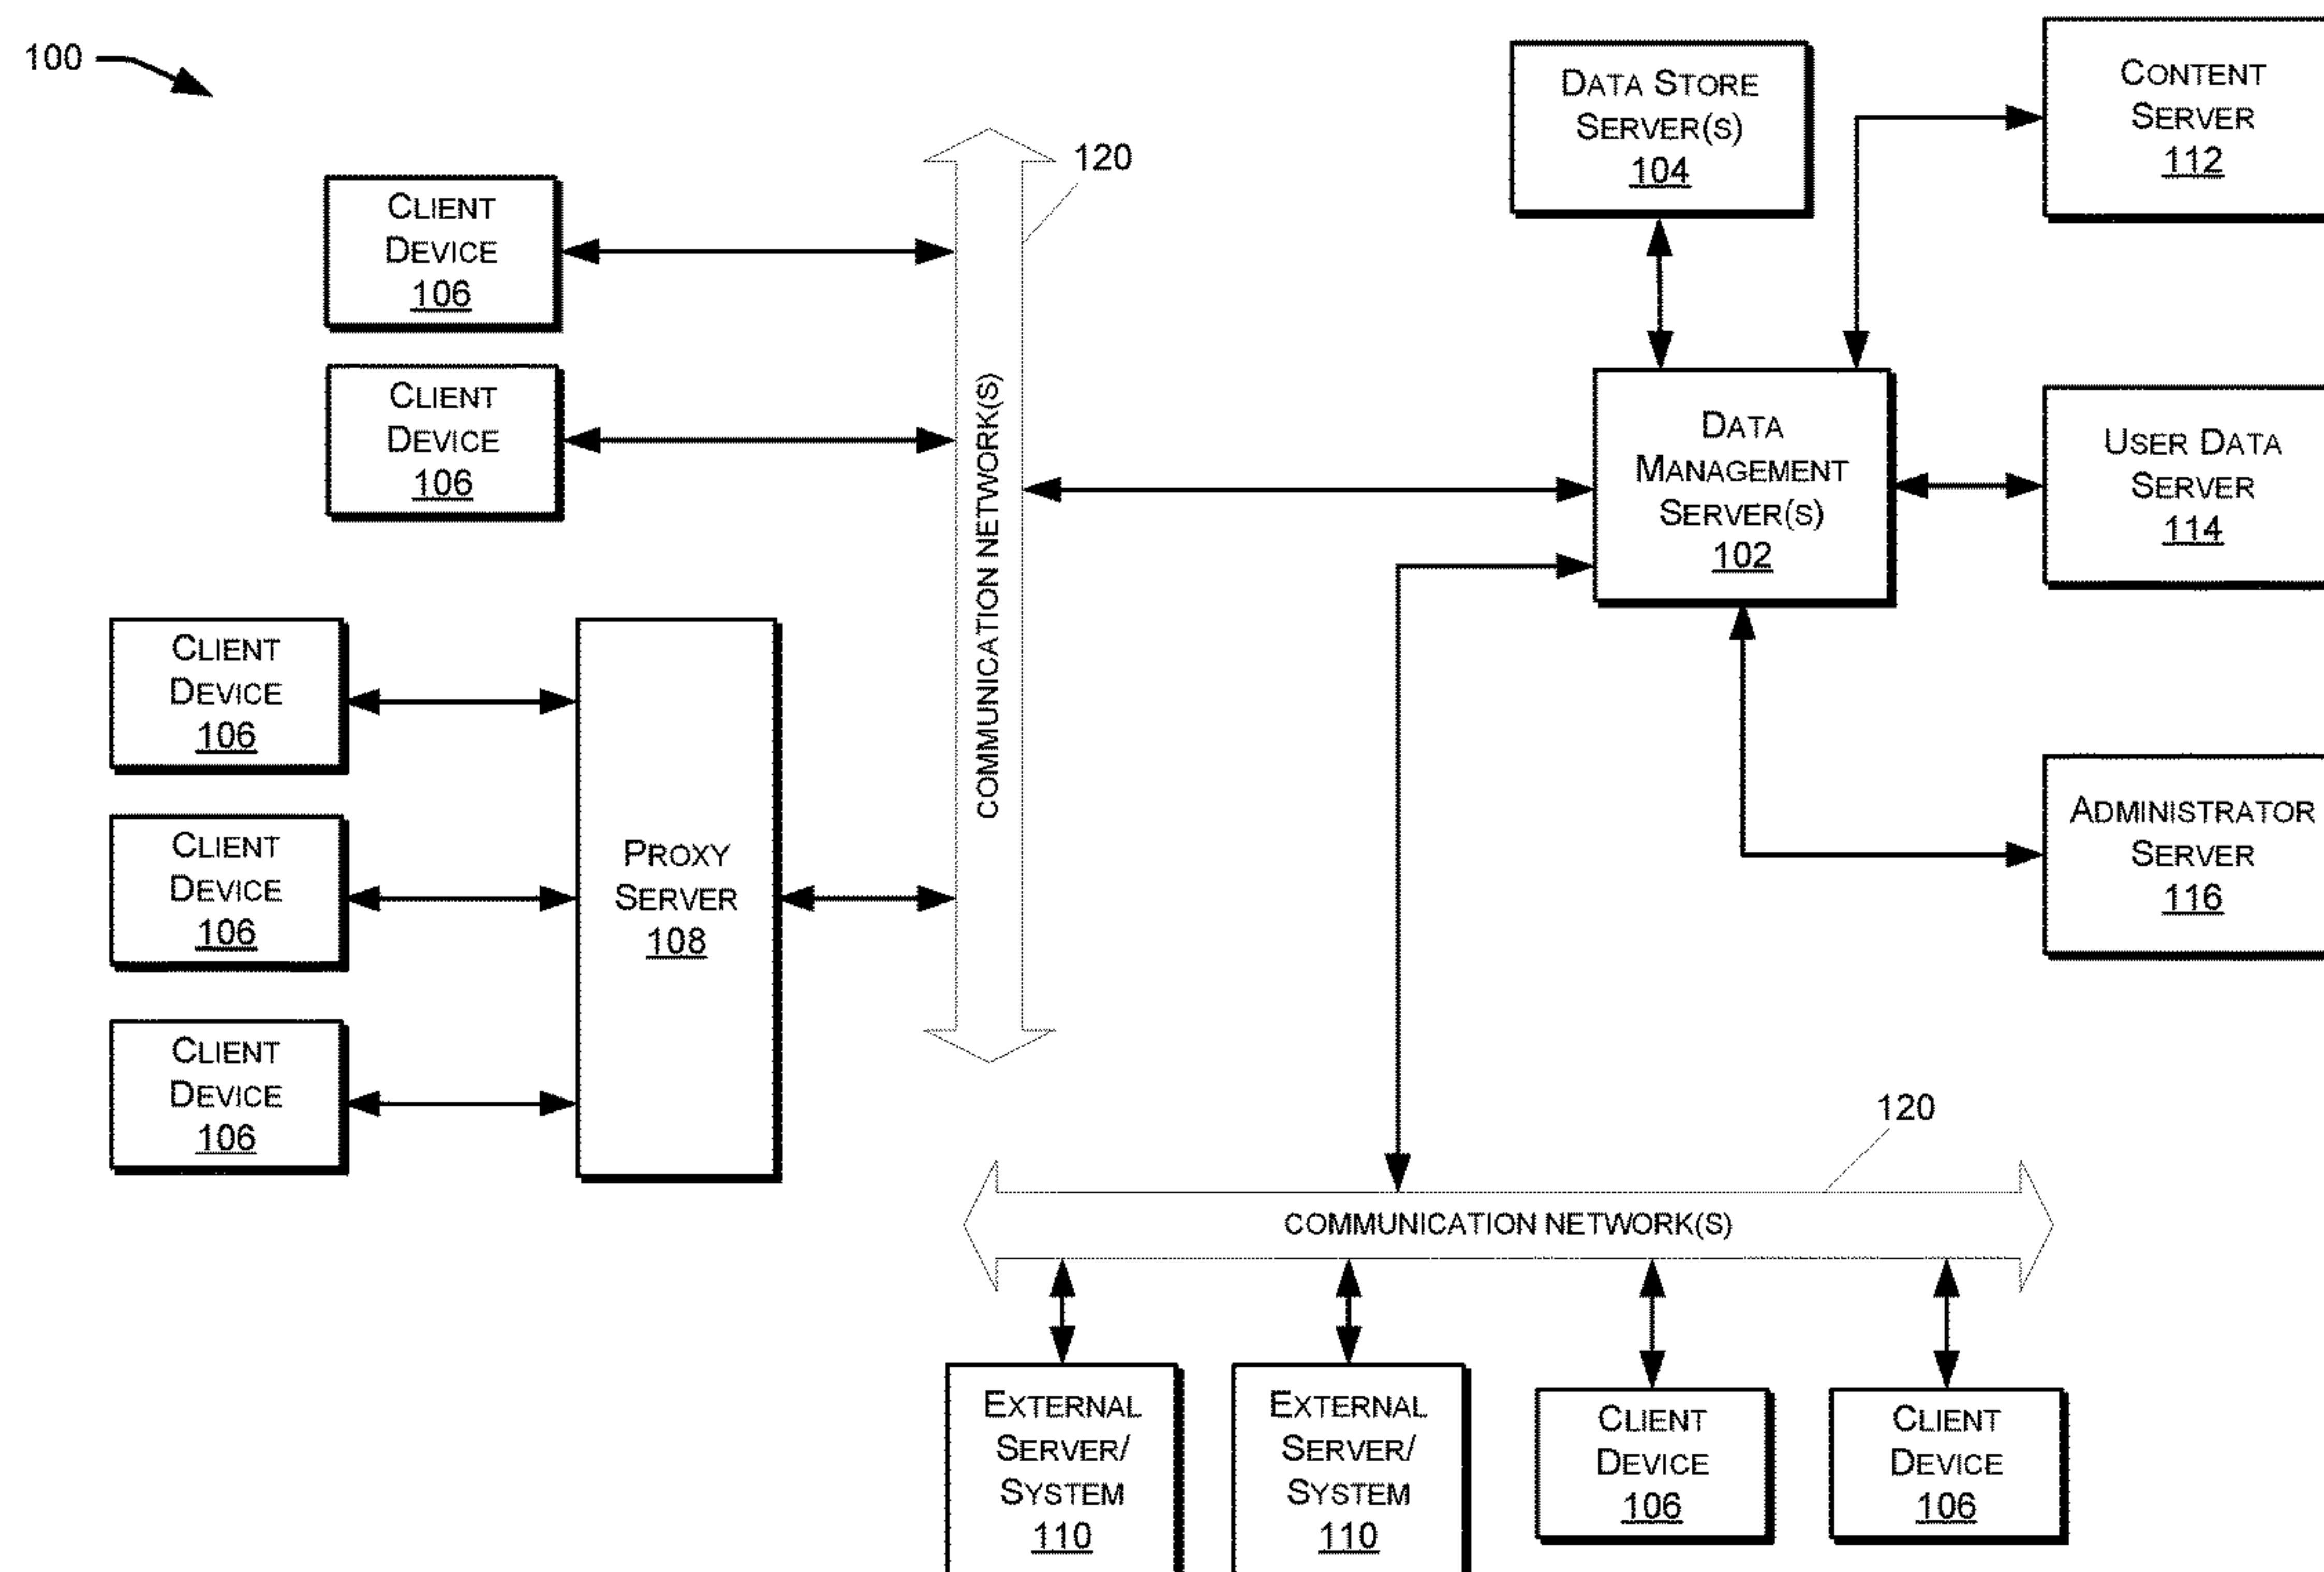 100
DATA STORE
SERVER(S)
104
CONTENT
SERVER
112
120
CLIENT
DEVICE
106
CLIENT
DEVICE
106
COMMUNICATION NETWORK(S)
DATA
MANAGEMENT
SERVER(S)
102
USER DATA
SERVER
114
CLIENT
DEVICE
106
CLIENT
DEVICE
106
CLIENT
DEVICE
106
PROXY
SERVER
108
ADMINISTRATOR
SERVER
116
120
COMMUNICATION NETWORK(S)
EXTERNAL
SERVER/
SYSTEM
110
EXTERNAL
SERVER/
SYSTEM
110
CLIENT
DEVICE
106
CLIENT
DEVICE
106